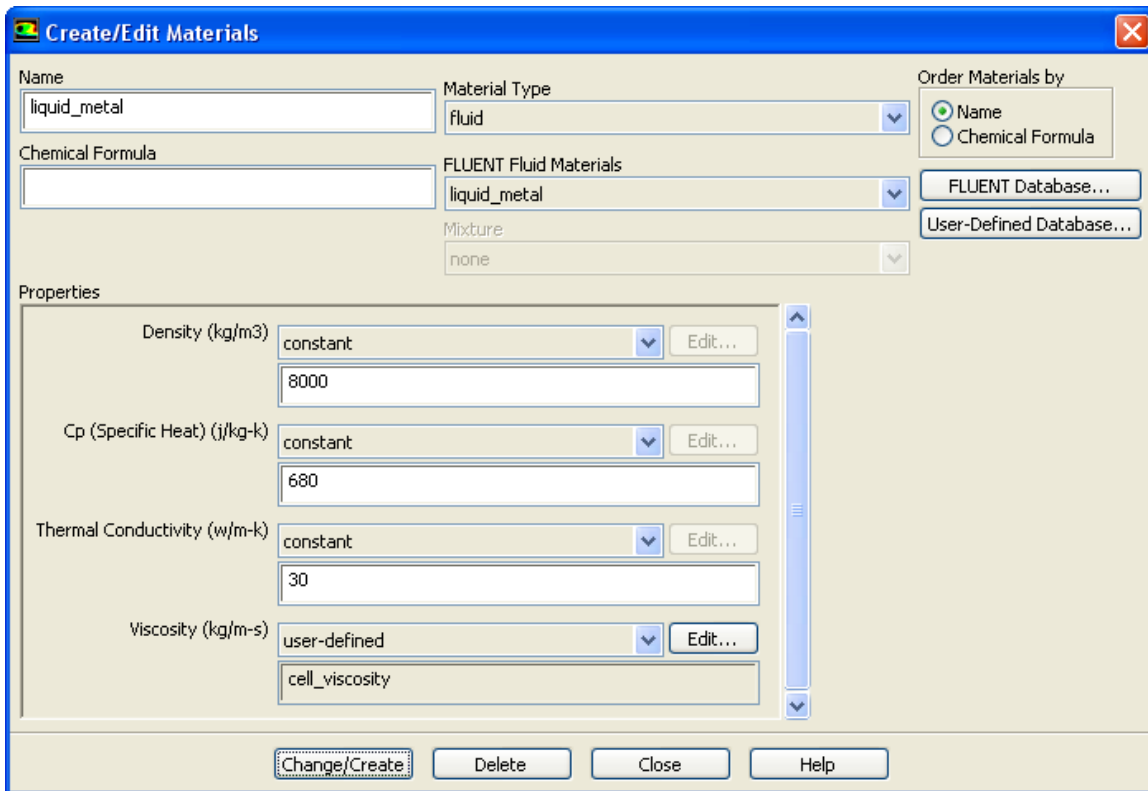 Create/Edit Materials
Name
liquid_metal
Chemical Formula
Material Type
fluid
FLUENT Fluid Materials
liquid_metal
Mixture
none
Order Materials by
Name
Chemical Formula
FLUENT Database...
User-Defined Database...
Properties
Density (kg/m3) constant Edit...
8000
Cp (Specific Heat) (j/kg-k) constant Edit...
680
Thermal Conductivity (w/m-k) constant Edit...
30
Viscosity (kg/m-s) user-defined Edit...
cell_viscosity
Change/Create Delete Close Help